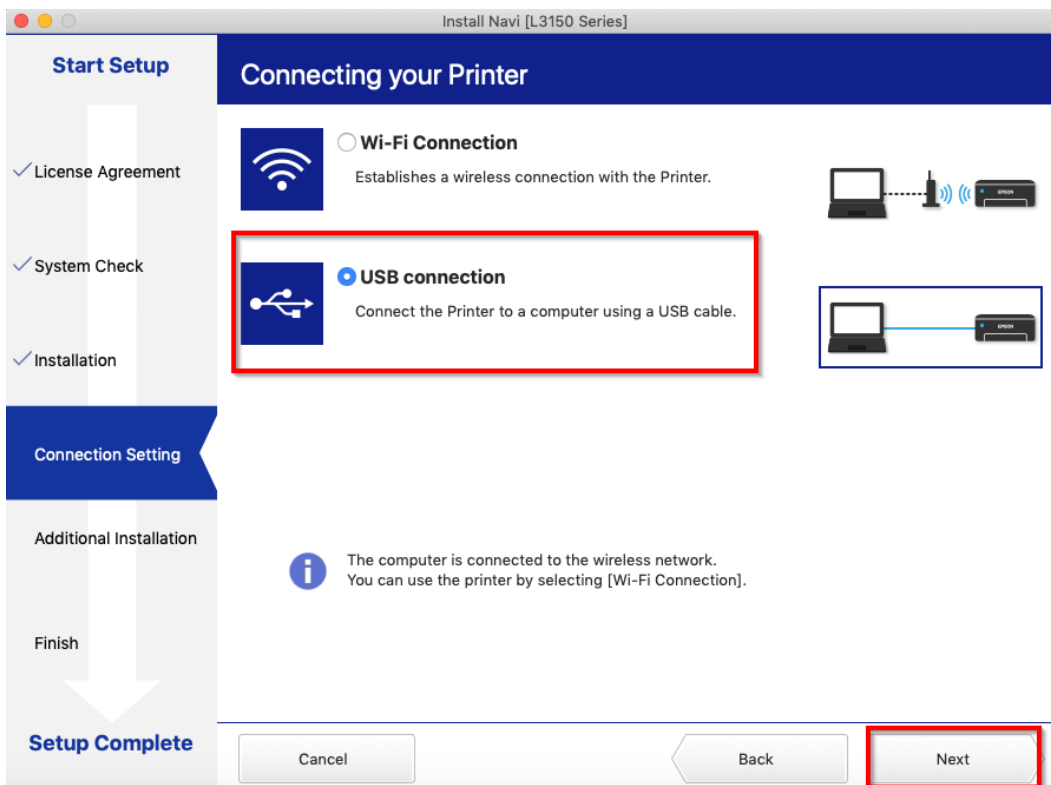 Install Navi [L3150 Series]
Start Setup
License Agreement
System Check
Installation
Connection Setting
Additional Installation
Finish
Setup Complete
Connecting your Printer
Wi-Fi Connection
Establishes a wireless connection with the Printer.
EPSON
USB connection
Connect the Printer to a computer using a USB cable.
EPSON
The computer is connected to the wireless network.
You can use the printer by selecting [Wi-Fi Connection].
Cancel
Back
Next